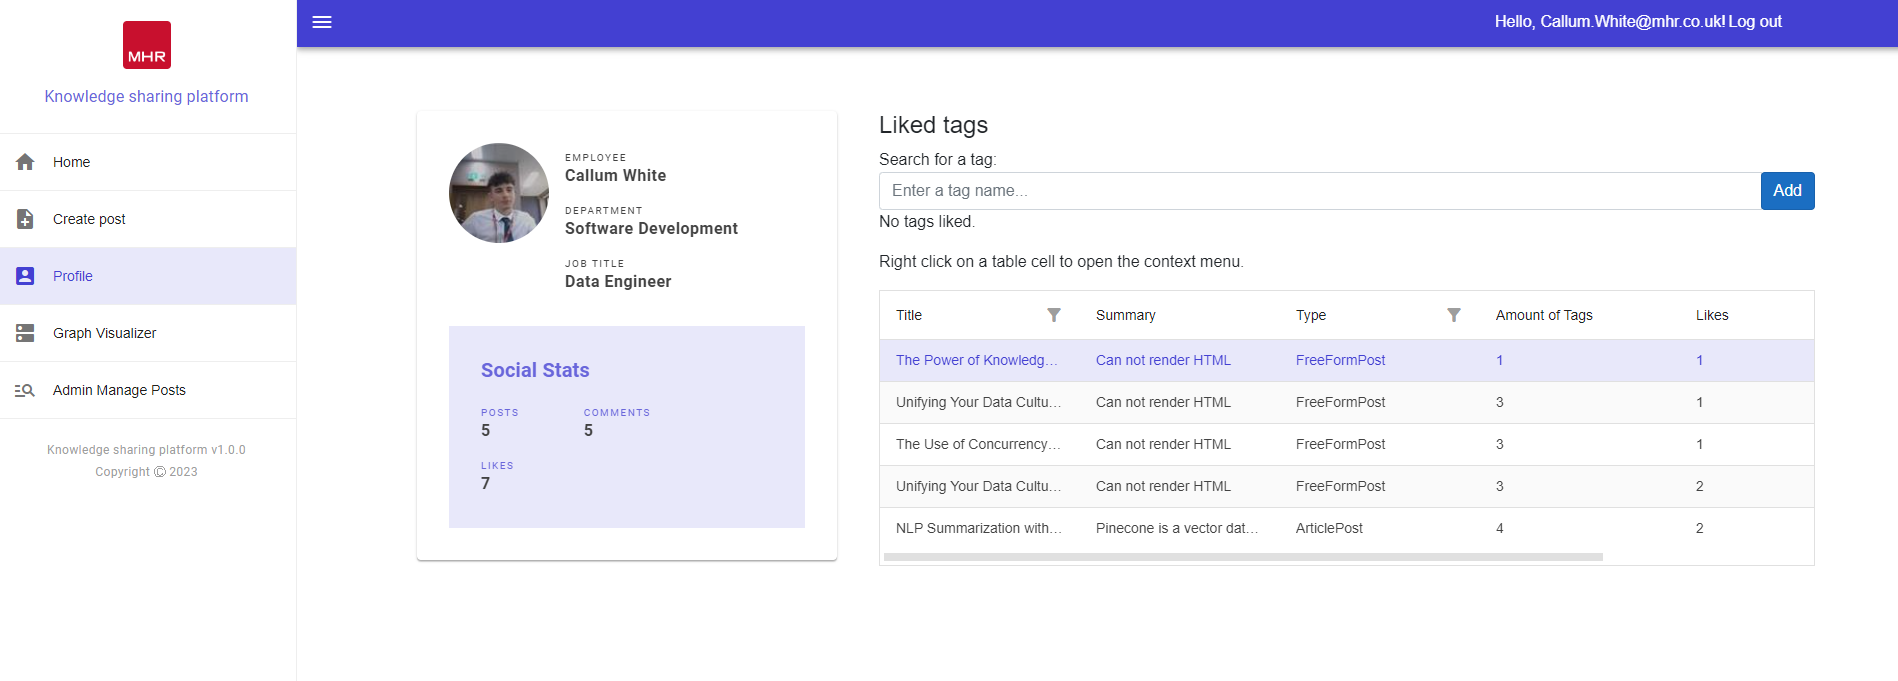 MHR
Knowledge sharing platform
Home
Create post
Profile
Graph Visualizer
Admin Manage Posts
Knowledge sharing platform v1.0.0
Copyright © 2023
Hello, Callum.White@mhr.co.uk! Log out
EMPLOYEE
Callum White
DEPARTMENT
Software Development
JOB TITLE
Data Engineer
Social Stats
POSTS COMMENTS
5 5
LIKES
7
Liked tags
Search for a tag:
Enter a tag name... Add
No tags liked.
Right click on a table cell to open the context menu.
Title Summary Type Amount of Tags Likes
The Power of Knowledg... Can not render HTML FreeFormPost 1 1
Unifying Your Data Cultu... Can not render HTML FreeFormPost 3 1
The Use of Concurrency... Can not render HTML FreeFormPost 3 1
Unifying Your Data Cultu... Can not render HTML FreeFormPost 3 2
NLP Summarization with... Pinecone is a vector dat... ArticlePost 4 2